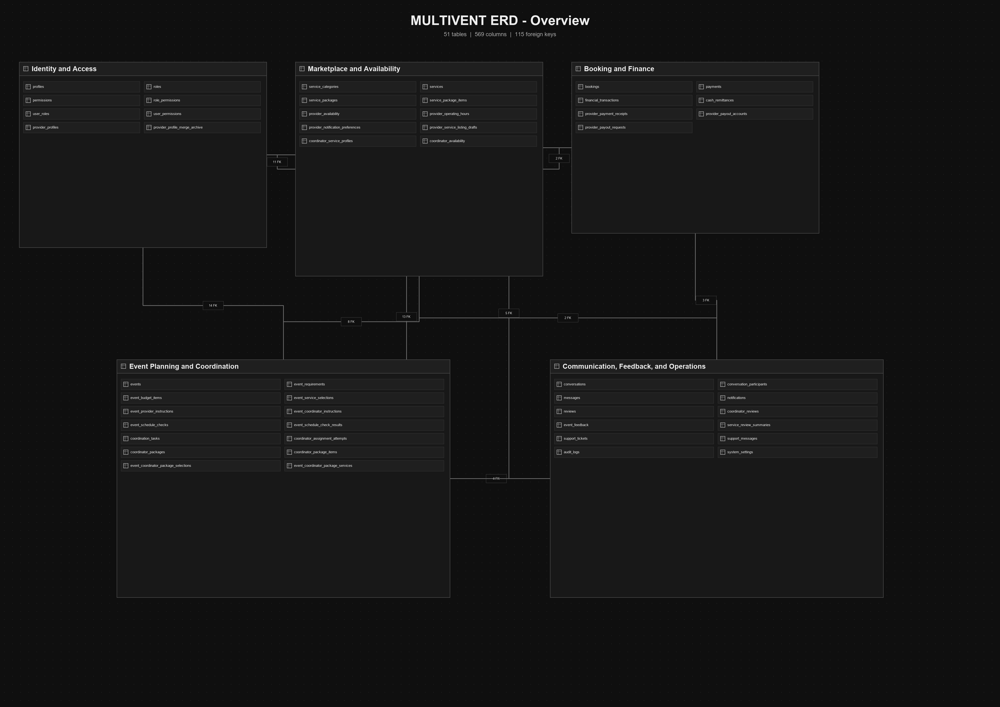 MULTIVENT ERD - Overview
51 tables | 569 columns | 115 foreign keys
Identity and Access
profiles
roles
permissions
role_permissions
user_roles
user_permissions
provider_profiles
provider_profile_merge_archive
Marketplace and Availability
service_categories
services
service_packages
service_package_items
provider_availability
provider_operating_hours
provider_notification_preferences
provider_service_listing_drafts
coordinator_service_profiles
coordinator_availability
Booking and Finance
bookings
payments
financial_transactions
cash_remittances
provider_payment_receipts
provider_payout_accounts
provider_payout_requests
11 FK
2 FK
14 FK
8 FK
13 FK
5 FK
2 FK
3 FK
Event Planning and Coordination
events
event_requirements
event_budget_items
event_service_selections
event_provider_instructions
event_coordinator_instructions
event_schedule_checks
event_schedule_check_results
coordination_tasks
coordinator_assignment_attempts
coordinator_packages
coordinator_package_items
event_coordinator_package_selections
event_coordinator_package_services
4 FK
Communication, Feedback, and Operations
conversations
conversation_participants
messages
notifications
reviews
coordinator_reviews
event_feedback
service_review_summaries
support_tickets
support_messages
audit_logs
system_settings